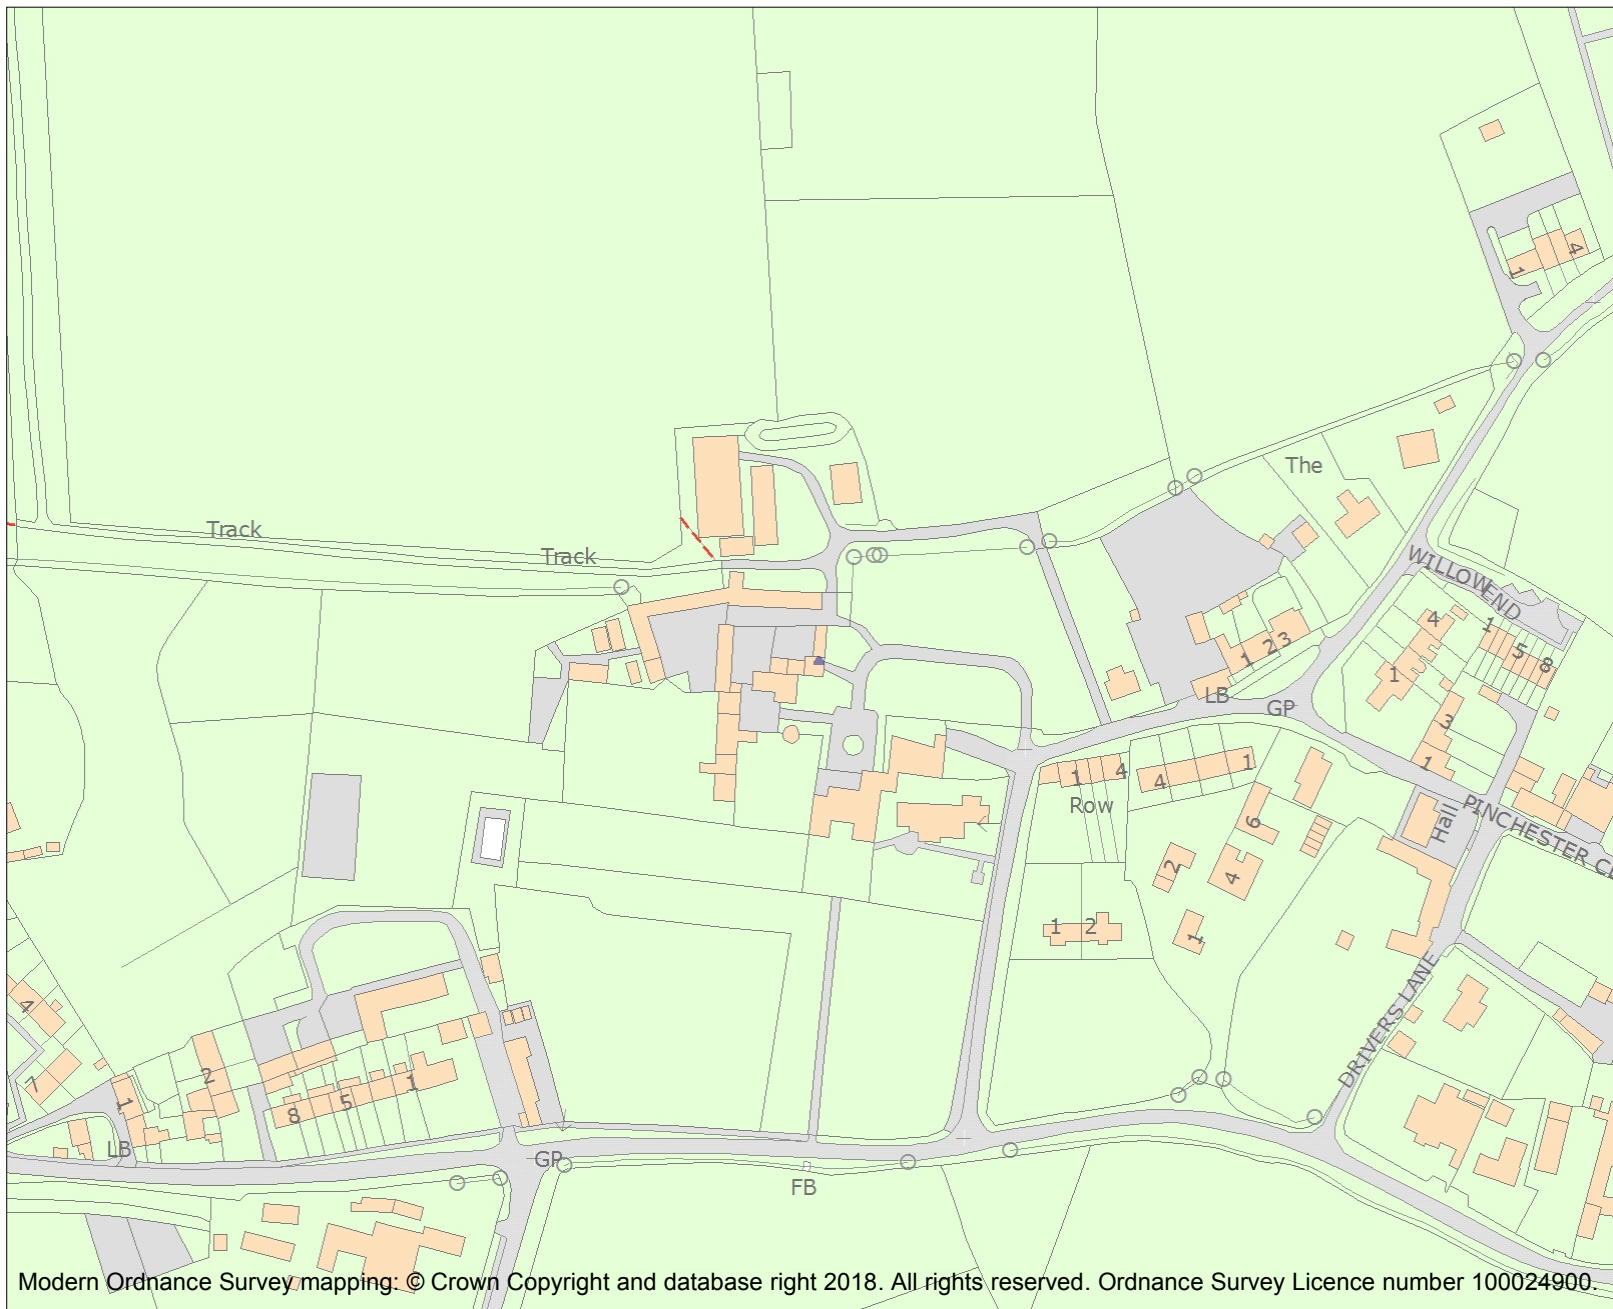 4
1
Track
Track
The
WILLOW END
4
1
5
8
1
1 2 3
LB
GP
3
1
1 4
4 1
Row
Hall
PINCHESTER C
6
2
4
1 2
1
DRIVERS LANE
4
7
1
2
8 5 1
LB
GP
FB
Modern Ordnance Survey mapping: © Crown Copyright and database right 2018. All rights reserved. Ordnance Survey Licence number 100024900.